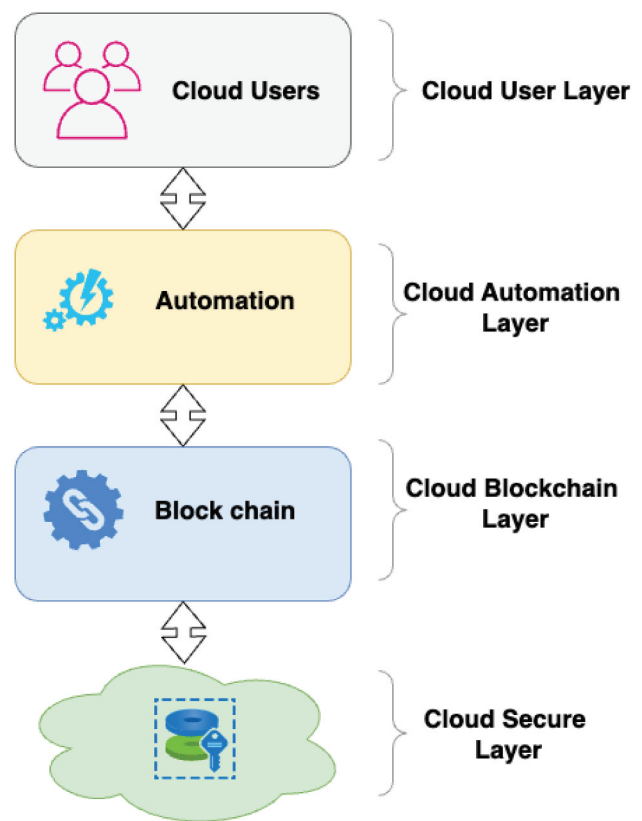 Cloud Users
Cloud User Layer
Automation
Cloud Automation
Layer
Block chain
Cloud Blockchain
Layer
Cloud Secure
Layer